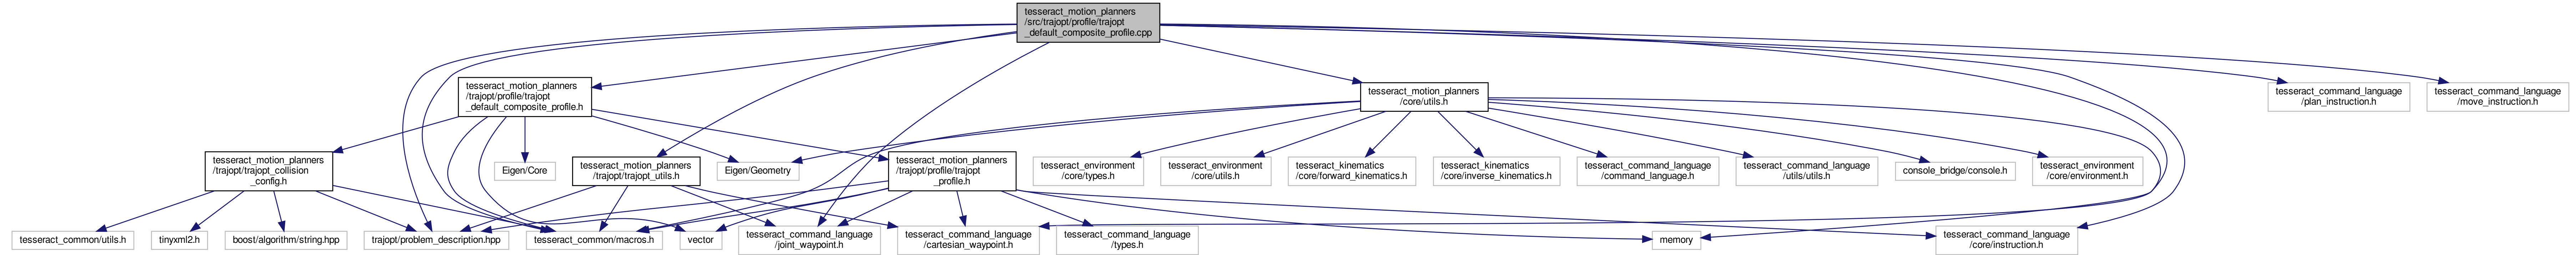 tesseract_motion_planners
/src/trajopt/profile/trajopt
_default_composite_profile.cpp
tesseract_motion_planners
/trajopt/profile/trajopt
_default_composite_profile.h
tesseract_motion_planners
/core/utils.h
tesseract_command_language
/plan_instruction.h
tesseract_command_language
/move_instruction.h
tesseract_motion_planners
/trajopt/trajopt_collision
_config.h
Eigen/Core
tesseract_motion_planners
/trajopt/trajopt_utils.h
Eigen/Geometry
tesseract_motion_planners
/trajopt/profile/trajopt
_profile.h
tesseract_environment
/core/types.h
tesseract_environment
/core/utils.h
tesseract_kinematics
/core/forward_kinematics.h
tesseract_kinematics
/core/inverse_kinematics.h
tesseract_command_language
/command_language.h
tesseract_command_language
/utils/utils.h
console_bridge/console.h
tesseract_environment
/core/environment.h
tesseract_common/utils.h
tinyxml2.h
boost/algorithm/string.hpp
trajopt/problem_description.hpp
tesseract_common/macros.h
vector
tesseract_command_language
/joint_waypoint.h
tesseract_command_language
/cartesian_waypoint.h
tesseract_command_language
/types.h
memory
tesseract_command_language
/core/instruction.h